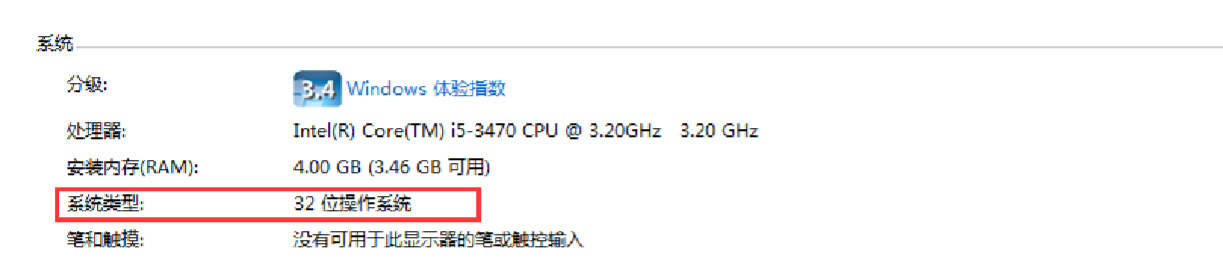 系统
分级: 3.4 Windows 体验指数
处理器: Intel(R) Core(TM) i5-3470 CPU @ 3.20GHz 3.20 GHz
安装内存(RAM): 4.00 GB (3.46 GB 可用)
系统类型: 32 位操作系统
笔和触摸: 没有可用于此显示器的笔或触控输入